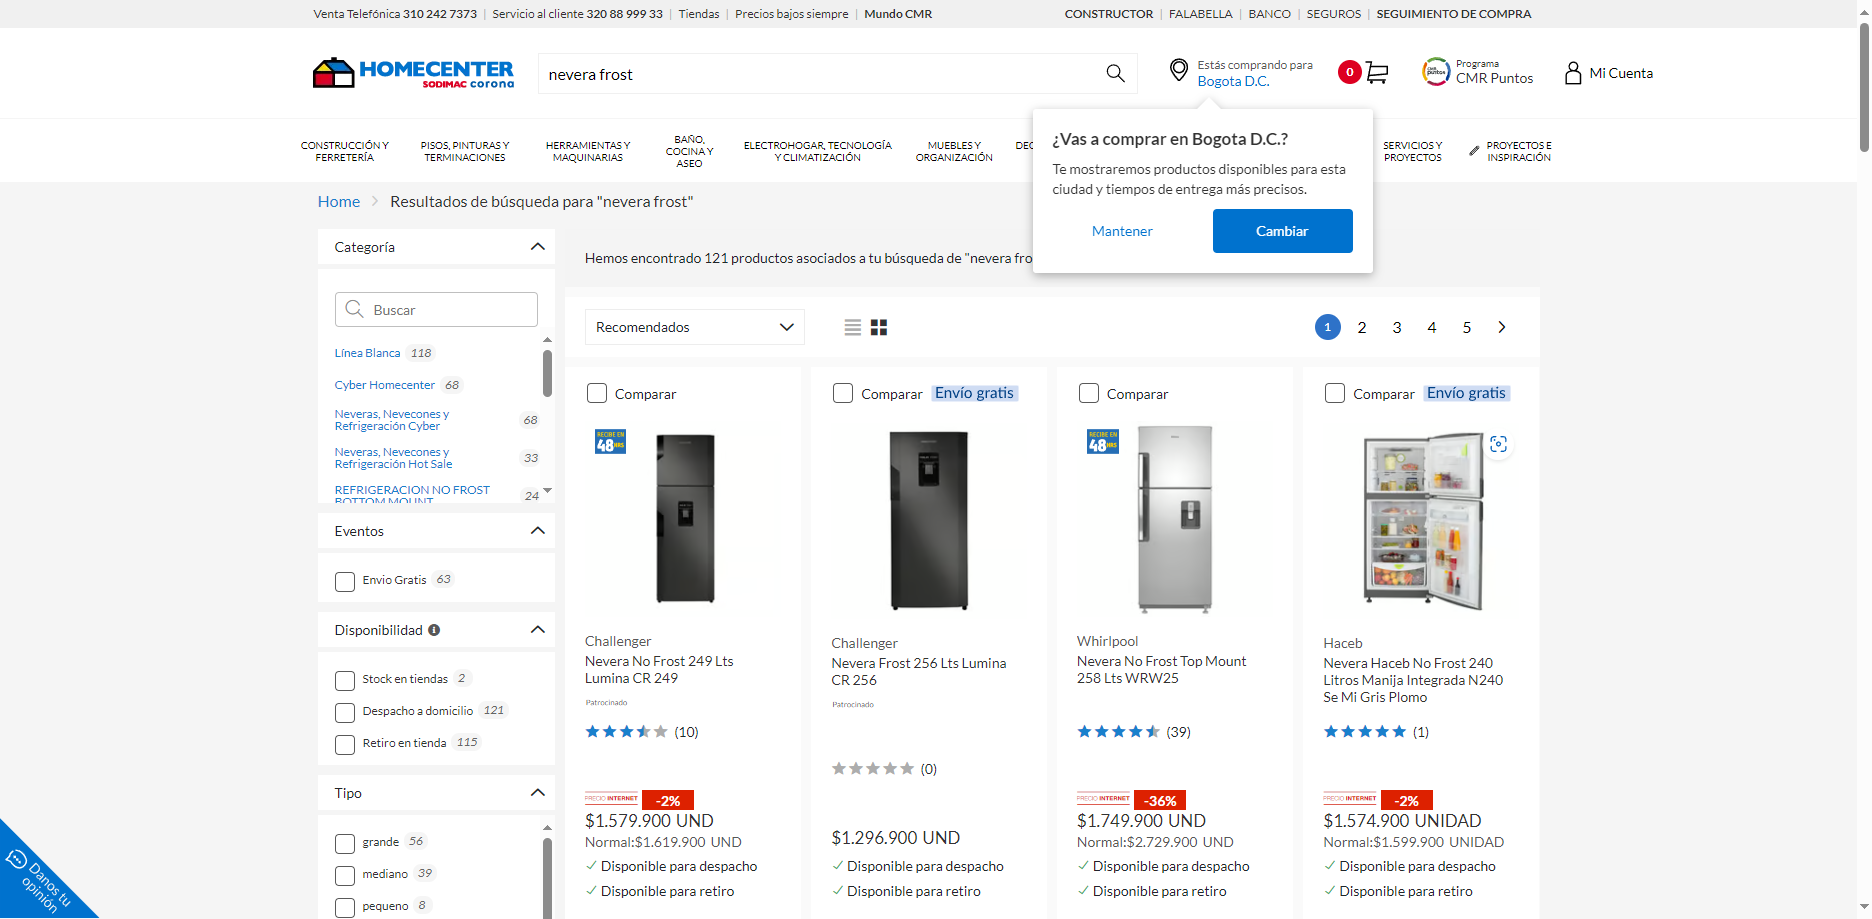 Venta Telefónica 310 242 7373 | Servicio al cliente 320 88 999 33 | Tiendas | Precios bajos siempre | Mundo CMR
CONSTRUCTOR | FALABELLA | BANCO | SEGUROS | SEGUIMIENTO DE COMPRA
HOMECENTER
SODIMAC corona
nevera frost
Estás comprando para
Bogota D.C.
0
Programa
CMR Puntos
Mi Cuenta
CONSTRUCCIÓN Y
FERRETERÍA
PISOS, PINTURAS Y
TERMINACIONES
HERRAMIENTAS Y
MAQUINARIAS
BAÑO,
COCINA Y
ASEO
ELECTROHOGAR, TECNOLOGÍA
Y CLIMATIZACIÓN
MUEBLES Y
ORGANIZACIÓN
SERVICIOS Y
PROYECTOS
PROYECTOS E
INSPIRACIÓN
¿Vas a comprar en Bogota D.C.?
Te mostraremos productos disponibles para esta
ciudad y tiempos de entrega más precisos.
Mantener
Cambiar
Home > Resultados de búsqueda para "nevera frost"
Categoría
Buscar
Línea Blanca 118
Cyber Homecenter 68
Neveras, Nevecones y
Refrigeración Cyber 68
Neveras, Nevecones y
Refrigeración Hot Sale 33
REFRIGERACION NO FROST
BOTTOM MOUNT 24
Eventos
Envio Gratis 63
Disponibilidad
Stock en tiendas 2
Despacho a domicilio 121
Retiro en tienda 115
Tipo
grande 56
mediano 39
pequeno 8
Danos tu
opinión
Hemos encontrado 121 productos asociados a tu búsqueda de "nevera fro
Recomendados
1 2 3 4 5
Comparar
RECIBE EN
48HRS
Challenger
Nevera No Frost 249 Lts
Lumina CR 249
Patrocinado
(10)
PRECIO INTERNET -2%
$1.579.900 UND
Normal:$1.619.900 UND
Disponible para despacho
Disponible para retiro
Comparar Envío gratis
Challenger
Nevera Frost 256 Lts Lumina
CR 256
Patrocinado
(0)
$1.296.900 UND
Disponible para despacho
Disponible para retiro
Comparar
RECIBE EN
48HRS
Whirlpool
Nevera No Frost Top Mount
258 Lts WRW25
(39)
PRECIO INTERNET -36%
$1.749.900 UND
Normal:$2.729.900 UND
Disponible para despacho
Disponible para retiro
Comparar Envío gratis
Haceb
Nevera Haceb No Frost 240
Litros Manija Integrada N240
Se Mi Gris Plomo
(1)
PRECIO INTERNET -2%
$1.574.900 UNIDAD
Normal:$1.599.900 UNIDAD
Disponible para despacho
Disponible para retiro